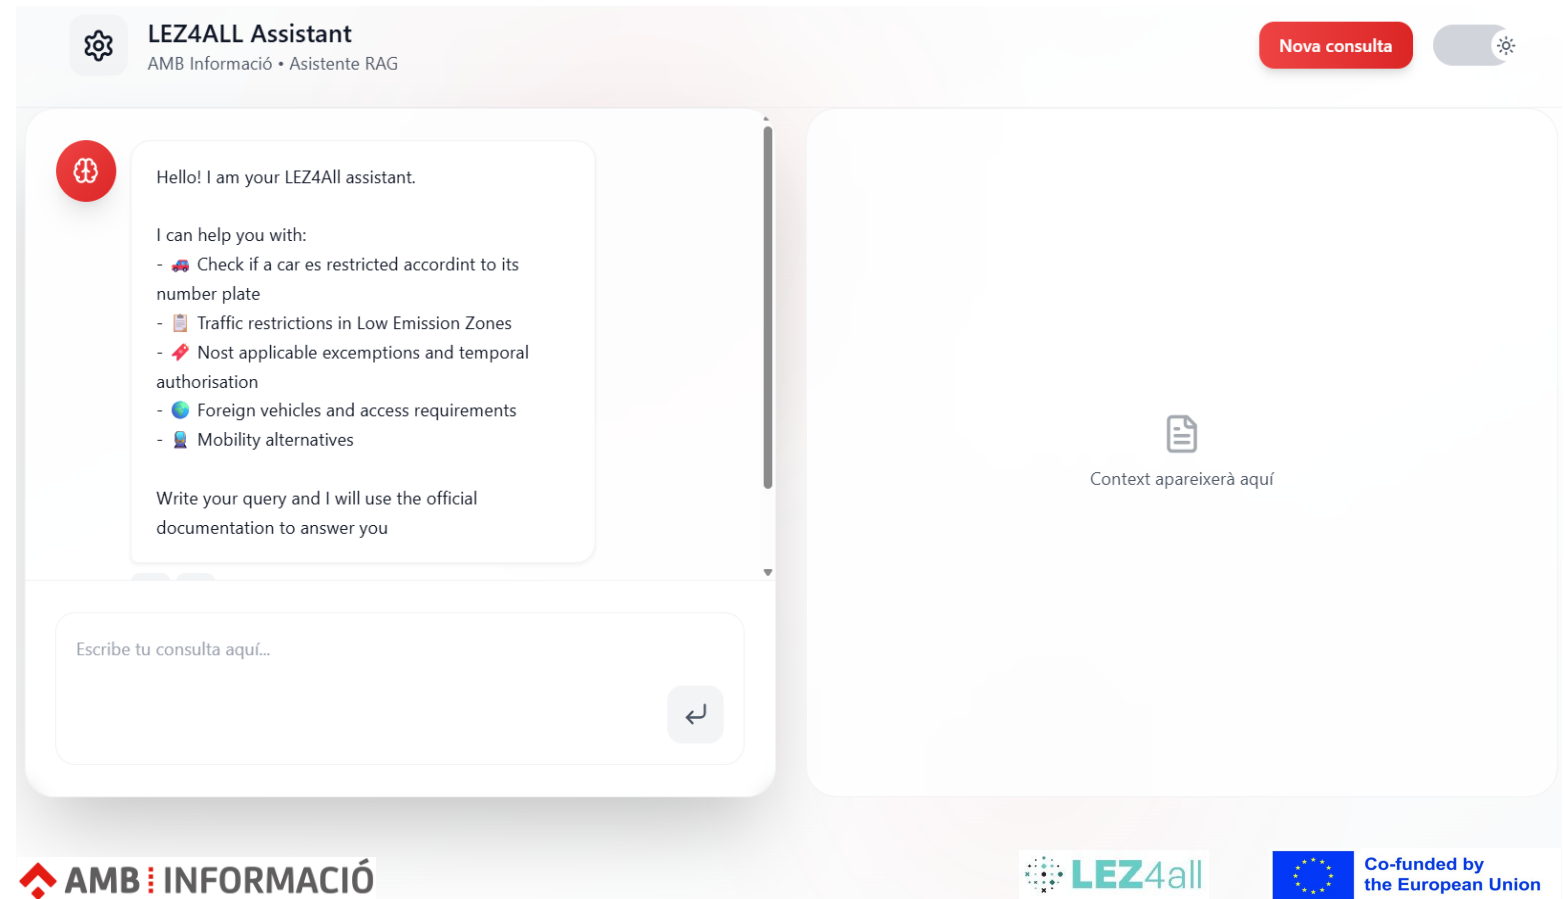 LEZ4ALL Assistant
AMB Informació • Asistente RAG
Nova consulta
Hello! I am your LEZ4All assistant.
I can help you with:
- 🚗 Check if a car es restricted accordint to its
number plate
- 📋 Traffic restrictions in Low Emission Zones
- 🔖 Nost applicable excemptions and temporal
authorisation
- 🌍 Foreign vehicles and access requirements
- 🚆 Mobility alternatives
Write your query and I will use the official
documentation to answer you
Context apareixerà aquí
Escribe tu consulta aquí...
AMB INFORMACIÓ
LEZ4all
Co-funded by
the European Union